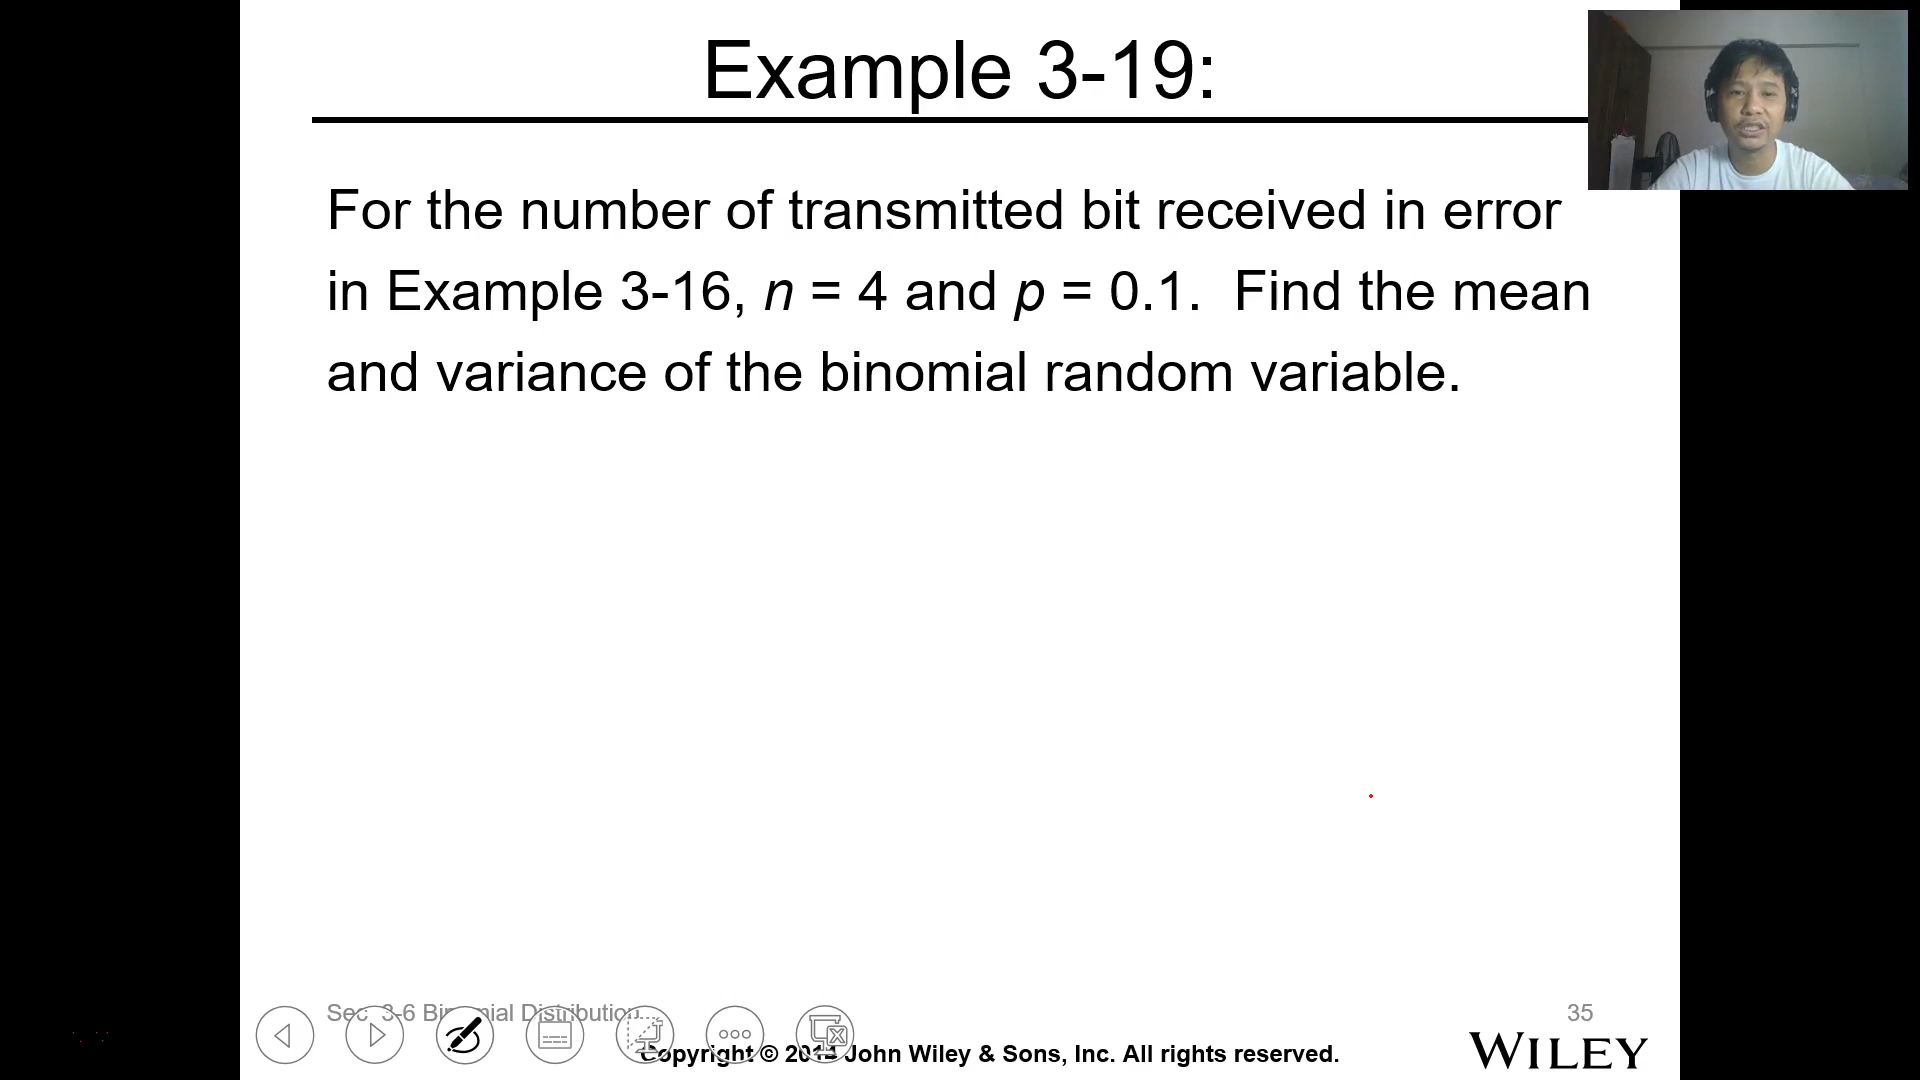 Example 3-19:
For the number of transmitted bit received in error
in Example 3-16, n = 4 and p = 0.1.  Find the mean
and variance of the binomial random variable.
Sec 3-6 Binomial Distribution
35
Copyright © 2014 John Wiley & Sons, Inc. All rights reserved.
WILEY